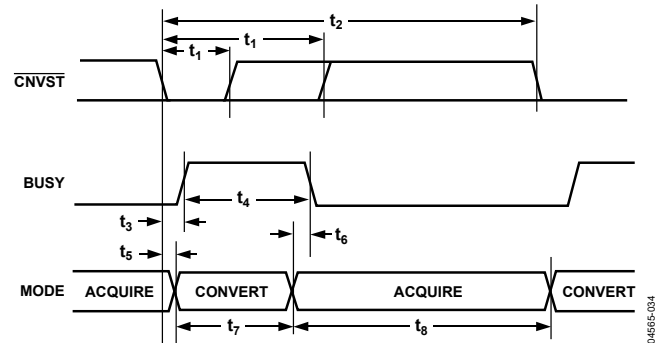 t2
t1
t1
CNVST
BUSY
t4
t3
t6
t5
MODE ACQUIRE CONVERT ACQUIRE CONVERT
t7 t8
04565-034